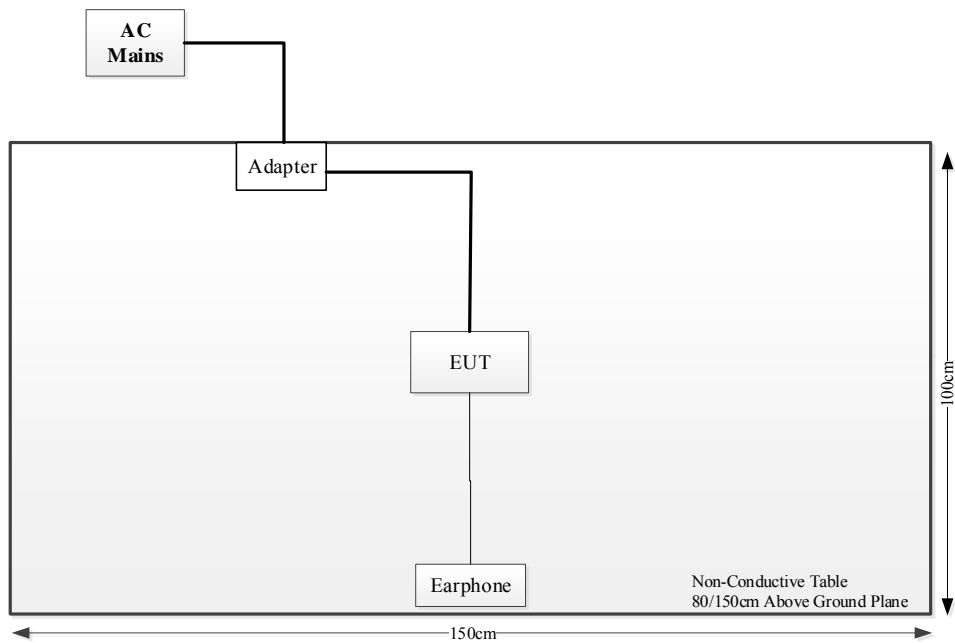 AC
Mains
Adapter
EUT
100cm
Earphone
Non-Conductive Table
80/150cm Above Ground Plane
150cm